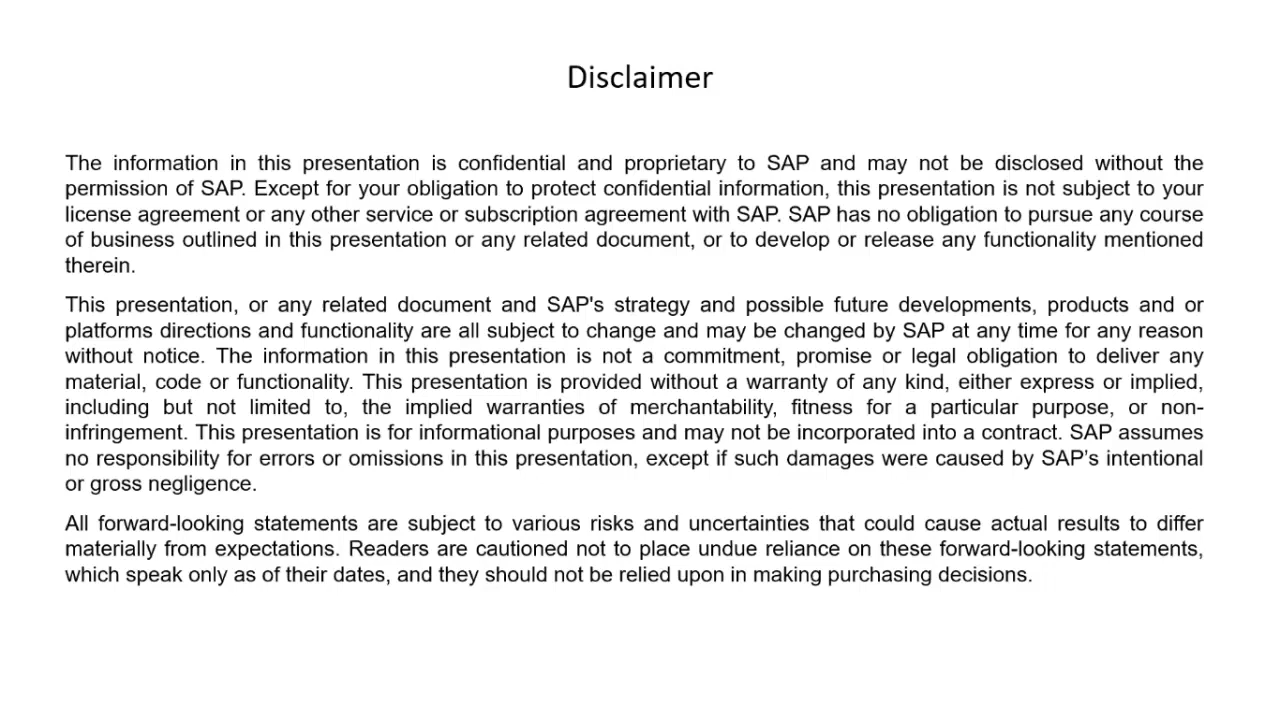 Disclaimer
The information in this presentation is confidential and proprietary to SAP and may not be disclosed without the
permission of SAP. Except for your obligation to protect confidential information, this presentation is not subject to your
license agreement or any other service or subscription agreement with SAP. SAP has no obligation to pursue any course
of business outlined in this presentation or any related document, or to develop or release any functionality mentioned
therein.
This presentation, or any related document and SAP's strategy and possible future developments, products and or
platforms directions and functionality are all subject to change and may be changed by SAP at any time for any reason
without notice. The information in this presentation is not a commitment, promise or legal obligation to deliver any
material, code or functionality. This presentation is provided without a warranty of any kind, either express or implied,
including but not limited to, the implied warranties of merchantability, fitness for a particular purpose, or non-
infringement. This presentation is for informational purposes and may not be incorporated into a contract. SAP assumes
no responsibility for errors or omissions in this presentation, except if such damages were caused by SAP’s intentional
or gross negligence.
All forward-looking statements are subject to various risks and uncertainties that could cause actual results to differ
materially from expectations. Readers are cautioned not to place undue reliance on these forward-looking statements,
which speak only as of their dates, and they should not be relied upon in making purchasing decisions.